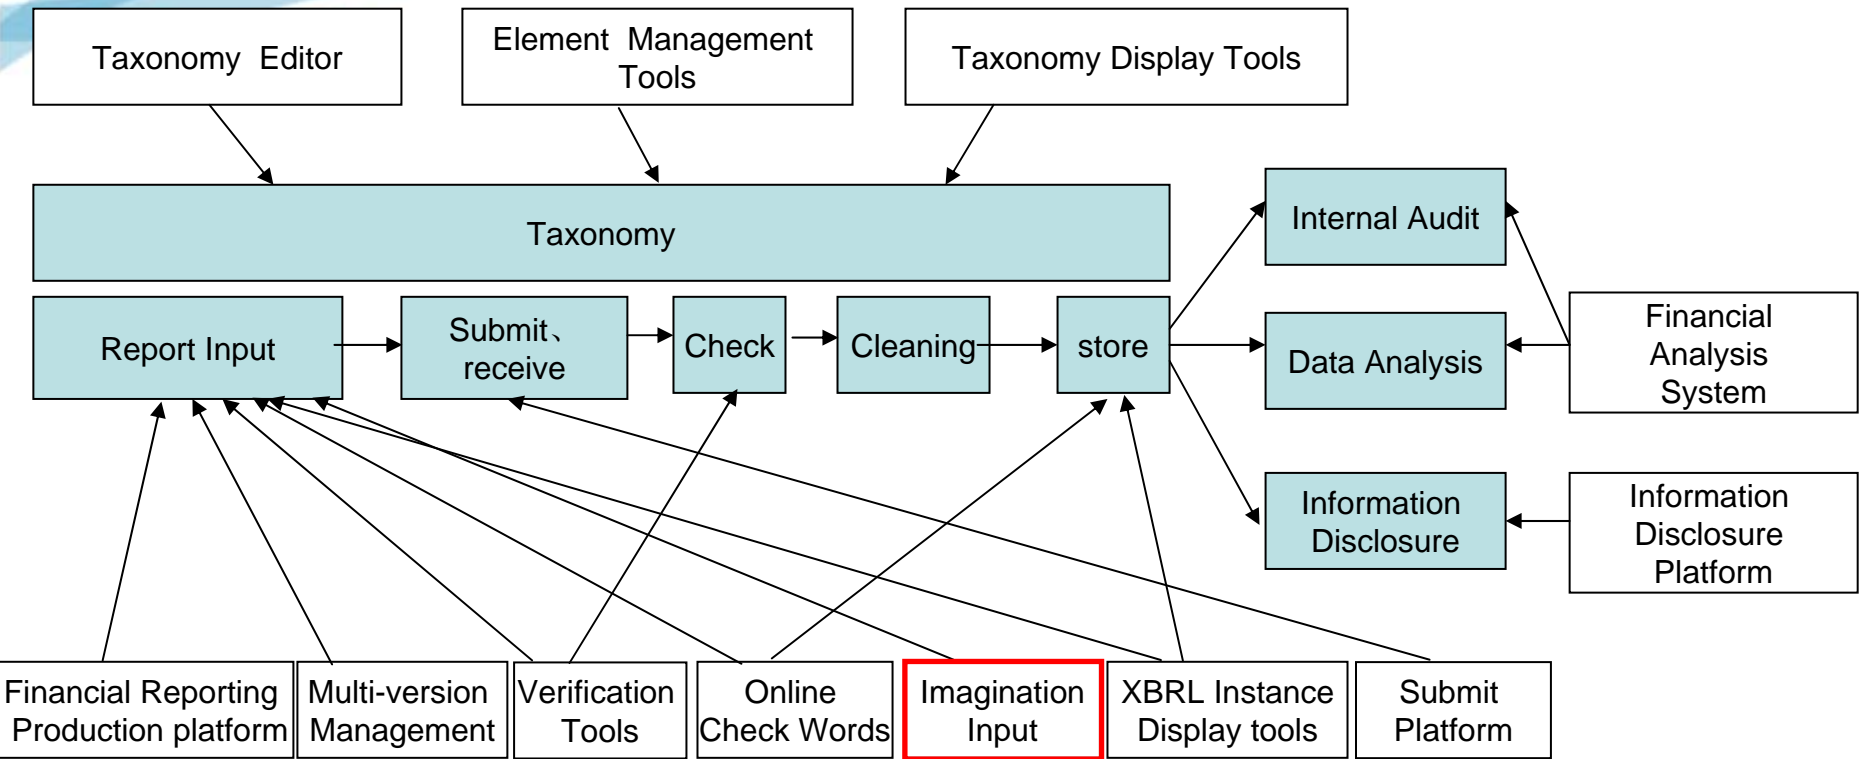 Taxonomy Editor
Element Management
Tools
Taxonomy Display Tools
Taxonomy
Internal Audit
Report Input
Submit、
receive
Check
Cleaning
store
Data Analysis
Financial
Analysis
System
Information
Disclosure
Information
Disclosure
Platform
Financial Reporting
Production platform
Multi-version
Management
Verification
Tools
Online
Check Words
Imagination
Input
XBRL Instance
Display tools
Submit
Platform